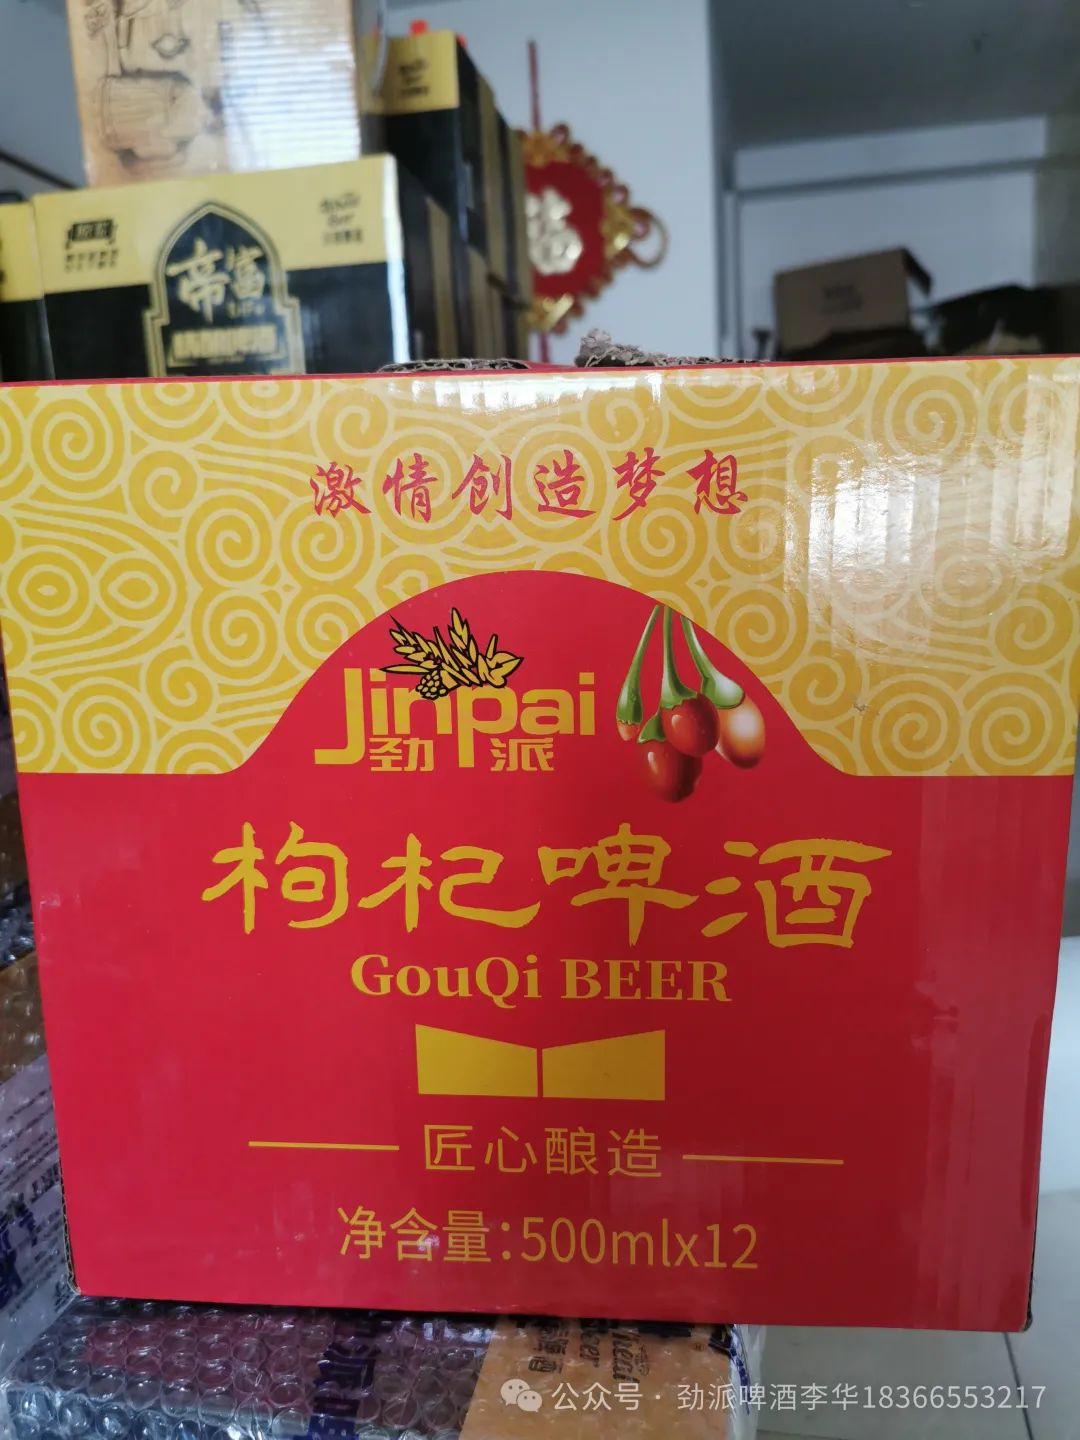 帝富
福
激情创造梦想
Jinpai
劲派
枸杞啤酒
GouQi BEER
匠心酿造
净含量:500mlx12
公众号·劲派啤酒李华18366553217